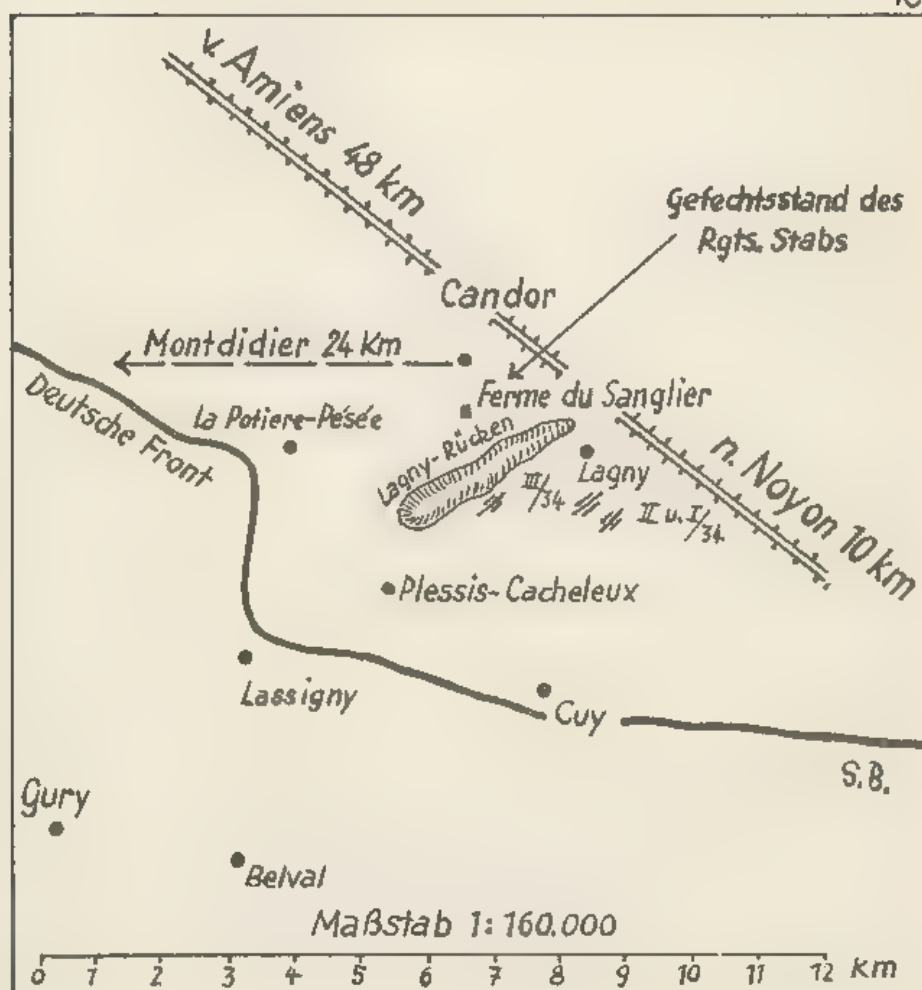 v. Amiens 48 km
Gefechtsstand des
Rgts. Stabs
Candor
Montdidier 24 Km
Ferme du Sanglier
Deutsche Front
La Potiere-Pésée
Lagny-Rücken
Lagny
III/34
II u. I/34.
n. Noyon 10 km
Plessis-Cacheleux
Lassigny
Cuy
S.B.
Gury
Belval
Maßstab 1:160.000
0 1 2 3 4 5 6 7 8 9 10 11 12 Km